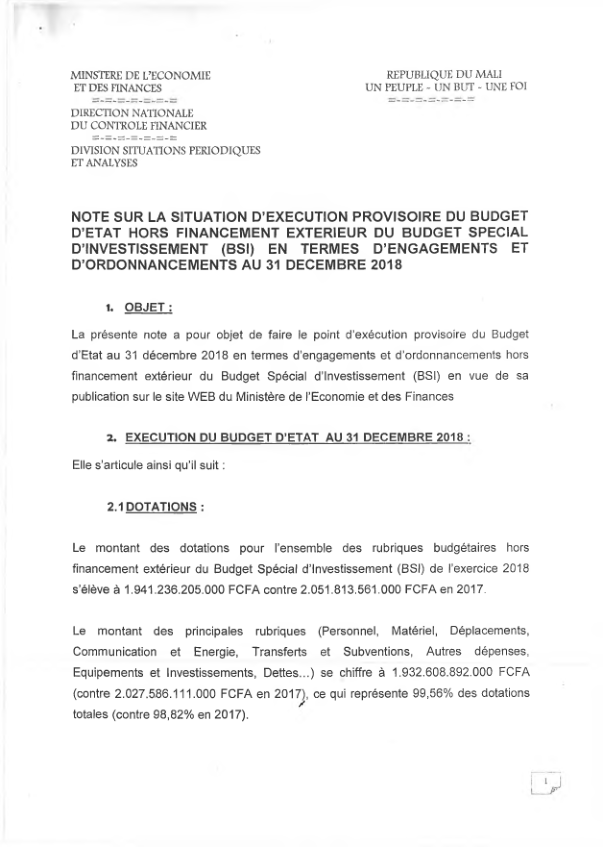 MINSTERE DE L'ECONOMIE
ET DES FINANCES
=-=-=-=-=-=-=
DIRECTION NATIONALE
DU CONTROLE FINANCIER
=-=-=-=-=-=-=
DIVISION SITUATIONS PERIODIQUES
ET ANALYSES
REPUBLIQUE DU MALI
UN PEUPLE – UN BUT – UNE FOI
=-=-=-=-=-=-=
NOTE SUR LA SITUATION D'EXECUTION PROVISOIRE DU BUDGET
D'ETAT HORS FINANCEMENT EXTERIEUR DU BUDGET SPECIAL
D'INVESTISSEMENT (BSI) EN TERMES D'ENGAGEMENTS ET
D'ORDONNANCEMENTS AU 31 DECEMBRE 2018
1. OBJET :
La présente note a pour objet de faire le point d'exécution provisoire du Budget
d'Etat au 31 décembre 2018 en termes d'engagements et d'ordonnancements hors
financement extérieur du Budget Spécial d'Investissement (BSI) en vue de sa
publication sur le site WEB du Ministère de l'Economie et des Finances
2. EXECUTION DU BUDGET D'ETAT AU 31 DECEMBRE 2018 :
Elle s'articule ainsi qu'il suit :
2.1 DOTATIONS :
Le montant des dotations pour l'ensemble des rubriques budgétaires hors
financement extérieur du Budget Spécial d'Investissement (BSI) de l'exercice 2018
s'élève à 1.941.236.205.000 FCFA contre 2.051.813.561.000 FCFA en 2017.
Le montant des principales rubriques (Personnel, Matériel, Déplacements,
Communication et Energie, Transferts et Subventions, Autres dépenses,
Equipements et Investissements, Dettes...) se chiffre à 1.932.608.892.000 FCFA
(contre 2.027.586.111.000 FCFA en 2017), ce qui représente 99,56% des dotations
totales (contre 98,82% en 2017).
1